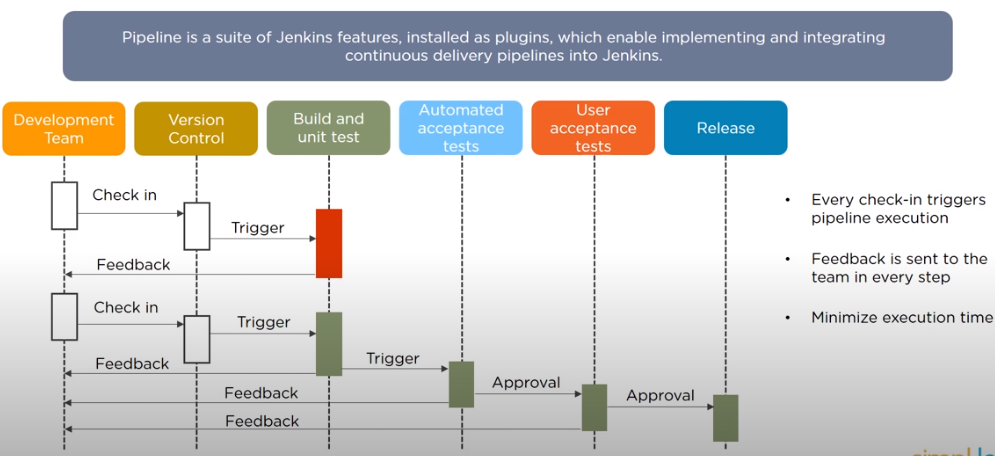 Pipeline is a suite of Jenkins features, installed as plugins, which enable implementing and integrating
continuous delivery pipelines into Jenkins.
Development
Team
Version
Control
Build and
unit test
Automated
acceptance
tests
User
acceptance
tests
Release
Check in
Trigger
Feedback
Check in
Trigger
Feedback
Trigger
Feedback
Approval
Approval
Feedback
• Every check-in triggers
pipeline execution
• Feedback is sent to the
team in every step
• Minimize execution time